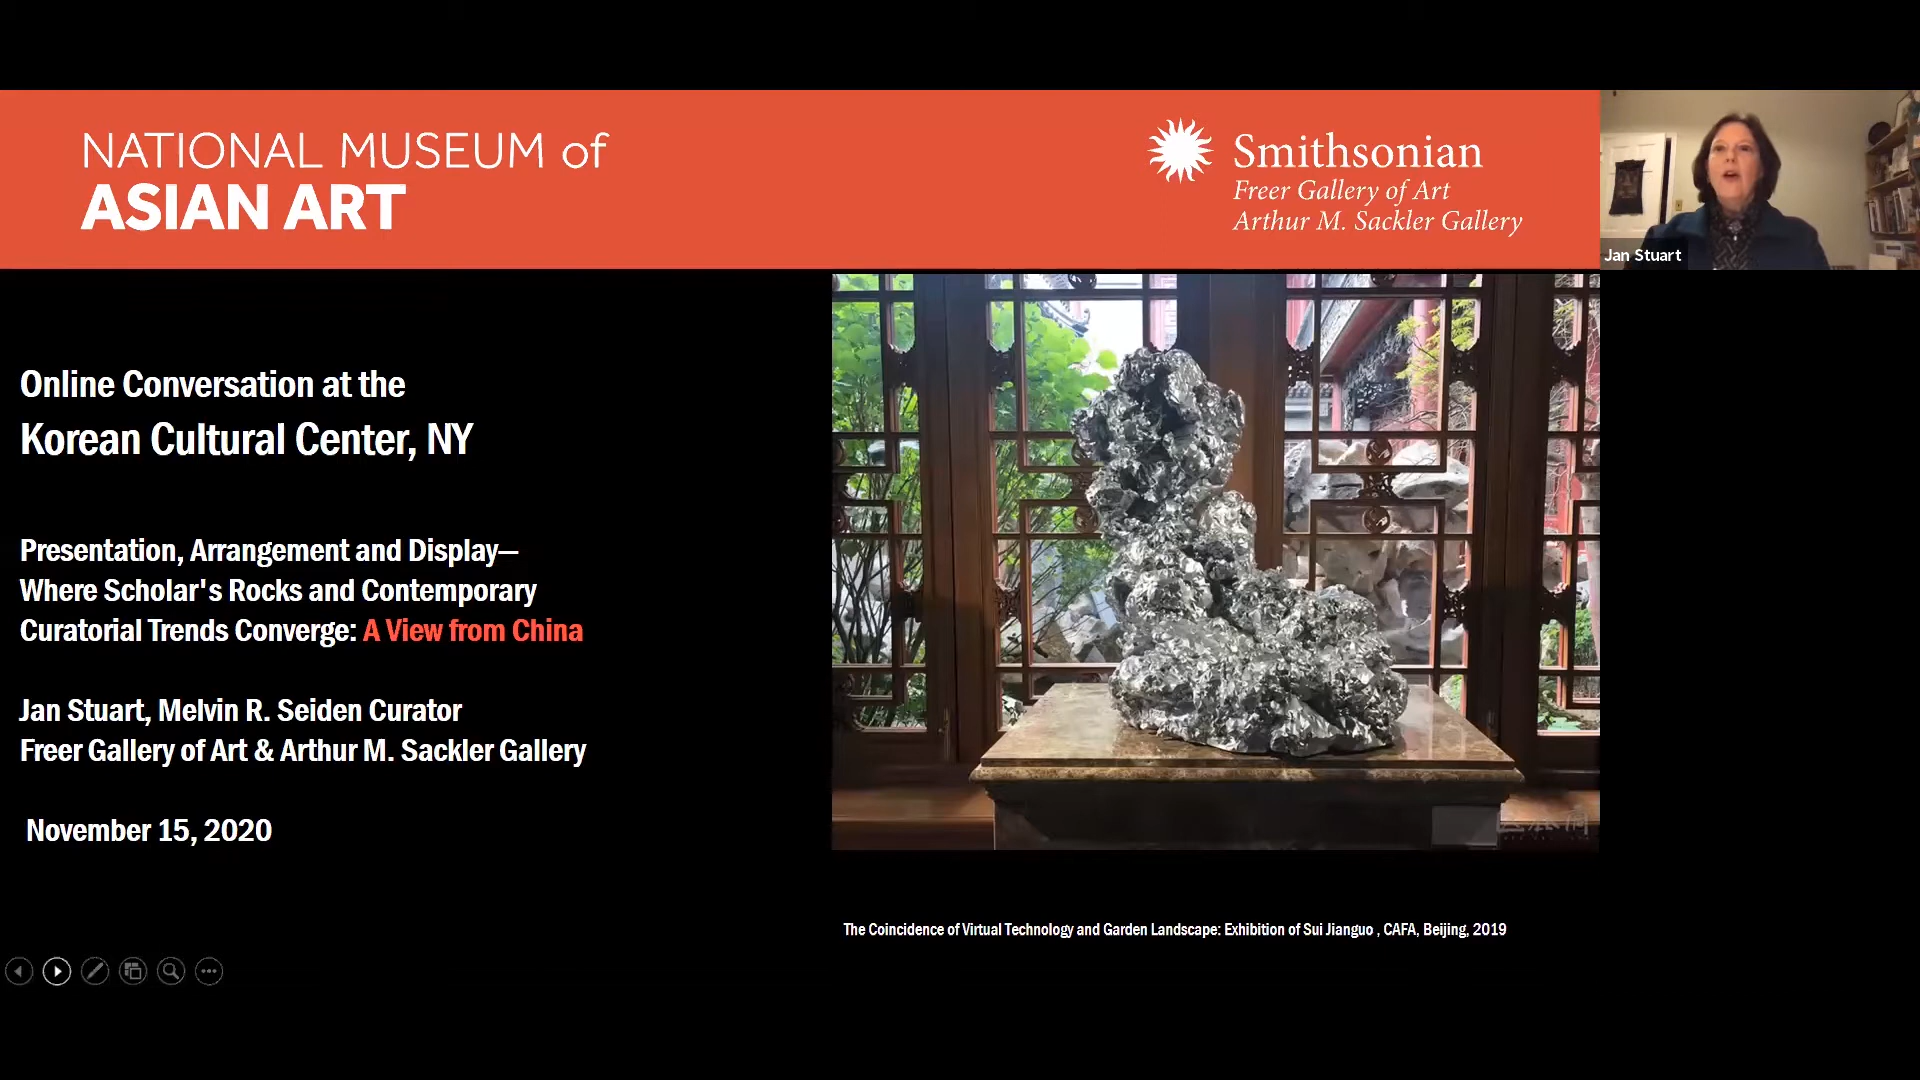 NATIONAL MUSEUM of
ASIAN ART
Smithsonian
Freer Gallery of Art
Arthur M. Sackler Gallery
Jan Stuart
Online Conversation at the
Korean Cultural Center, NY
Presentation, Arrangement and Display—
Where Scholar's Rocks and Contemporary
Curatorial Trends Converge: A View from China
Jan Stuart, Melvin R. Seiden Curator
Freer Gallery of Art & Arthur M. Sackler Gallery
November 15, 2020
The Coincidence of Virtual Technology and Garden Landscape: Exhibition of Sui Jianguo , CAFA, Beijing, 2019